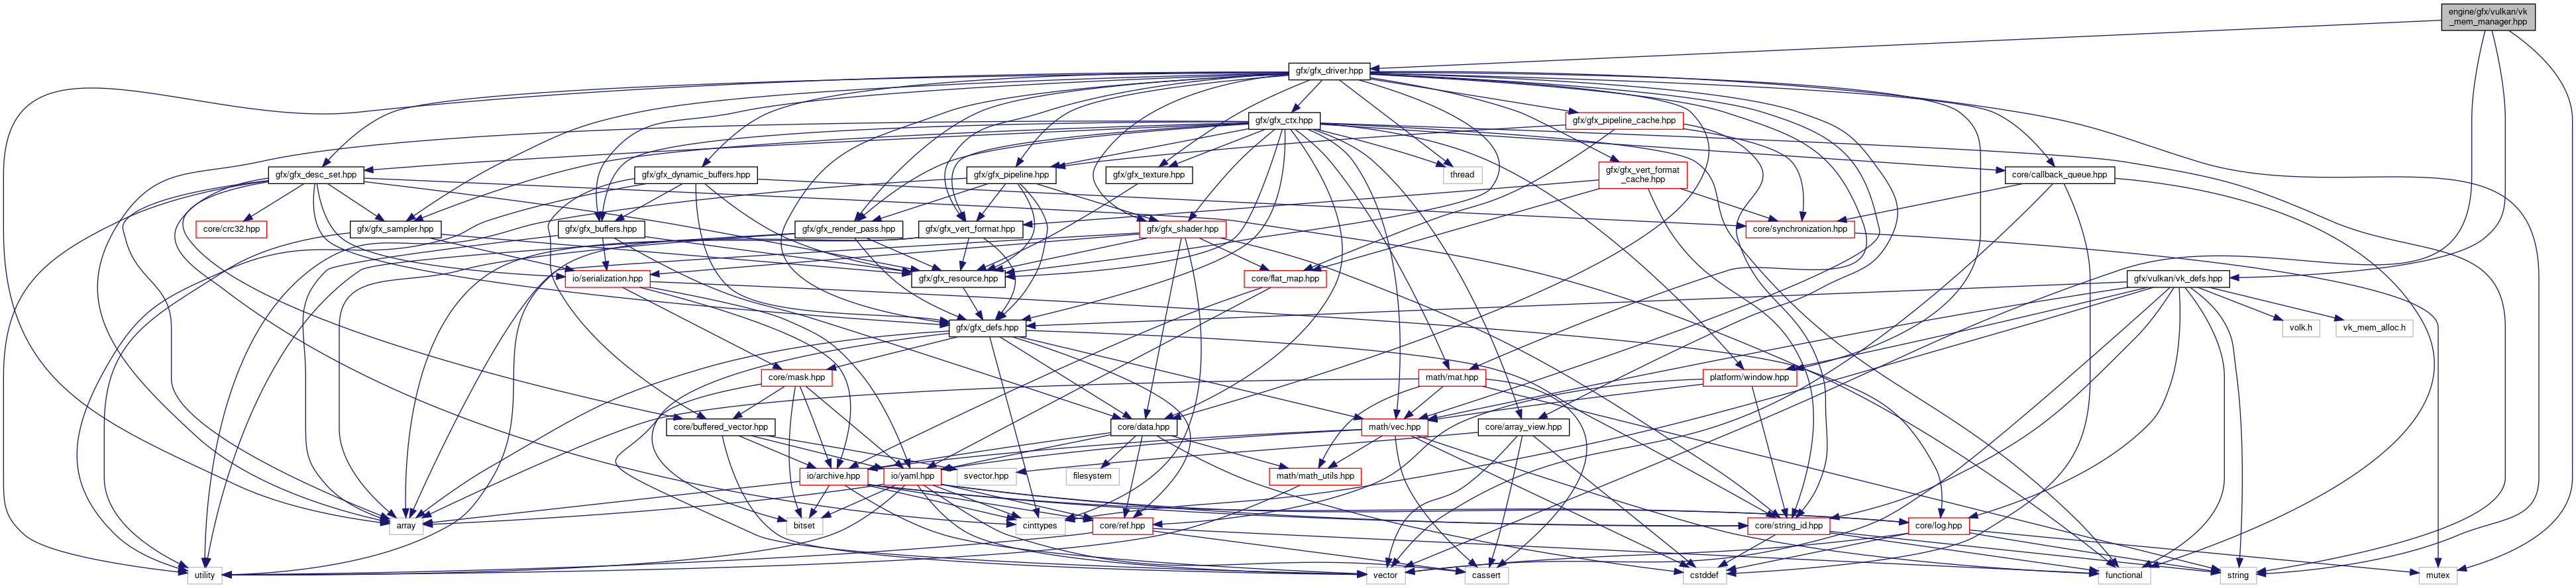 engine/gfx/vulkan/vk
_mem_manager.hpp
gfx/gfx_driver.hpp
gfx/gfx_ctx.hpp
gfx/gfx_pipeline_cache.hpp
gfx/gfx_desc_set.hpp
gfx/gfx_dynamic_buffers.hpp
gfx/gfx_pipeline.hpp
gfx/gfx_texture.hpp
thread
gfx/gfx_vert_format
_cache.hpp
core/callback_queue.hpp
core/crc32.hpp
gfx/gfx_sampler.hpp
gfx/gfx_buffers.hpp
gfx/gfx_render_pass.hpp
gfx/gfx_vert_format.hpp
gfx/gfx_shader.hpp
core/synchronization.hpp
io/serialization.hpp
gfx/gfx_resource.hpp
core/flat_map.hpp
gfx/vulkan/vk_defs.hpp
gfx/gfx_defs.hpp
volk.h
vk_mem_alloc.h
core/mask.hpp
math/mat.hpp
platform/window.hpp
core/buffered_vector.hpp
core/data.hpp
math/vec.hpp
core/array_view.hpp
io/archive.hpp
io/yaml.hpp
svector.hpp
filesystem
math/math_utils.hpp
array
bitset
cinttypes
core/ref.hpp
core/string_id.hpp
core/log.hpp
utility
vector
cassert
cstddef
functional
string
mutex